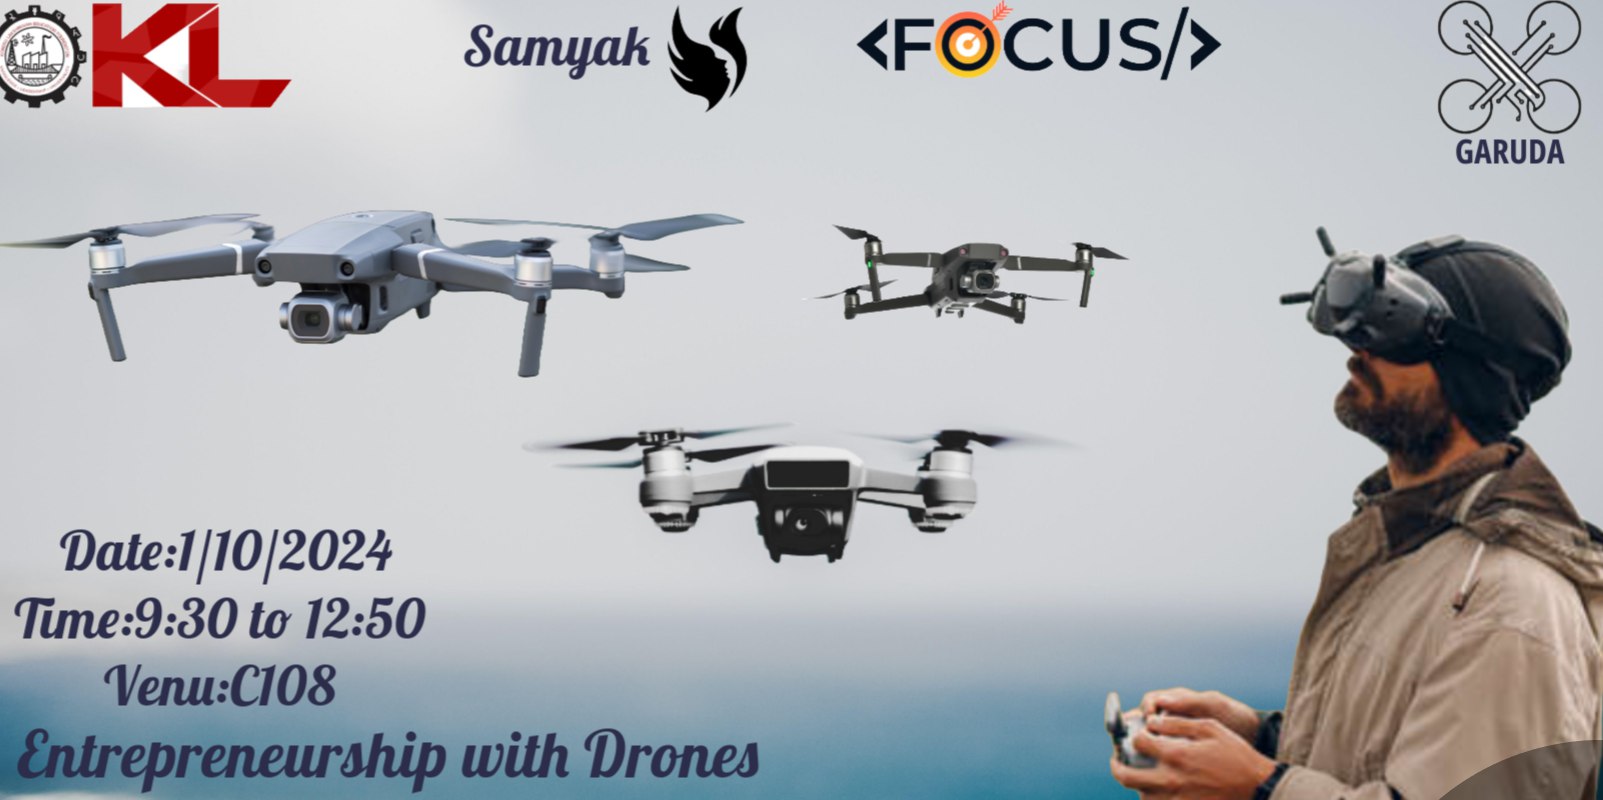 KL
Samyak
<FOCUS/>
GARUDA
Date:1/10/2024
Time:9:30 to 12:50
Venu:C108
Entrepreneurship with Drones